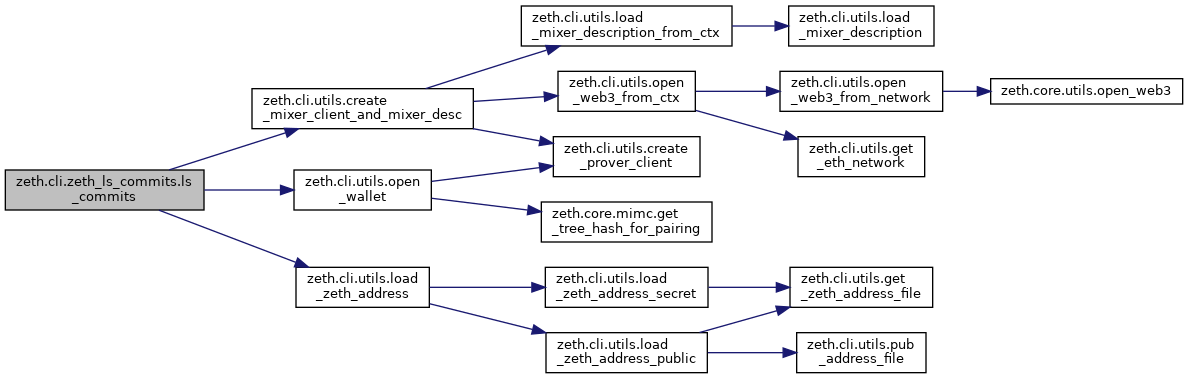 zeth.cli.zeth_ls_commits.ls
_commits
zeth.cli.utils.create
_mixer_client_and_mixer_desc
zeth.cli.utils.open
_wallet
zeth.cli.utils.load
_zeth_address
zeth.cli.utils.load
_mixer_description_from_ctx
zeth.cli.utils.open
_web3_from_ctx
zeth.cli.utils.create
_prover_client
zeth.core.mimc.get
_tree_hash_for_pairing
zeth.cli.utils.load
_zeth_address_secret
zeth.cli.utils.load
_zeth_address_public
zeth.cli.utils.load
_mixer_description
zeth.cli.utils.open
_web3_from_network
zeth.cli.utils.get
_eth_network
zeth.cli.utils.get
_zeth_address_file
zeth.cli.utils.pub
_address_file
zeth.core.utils.open_web3